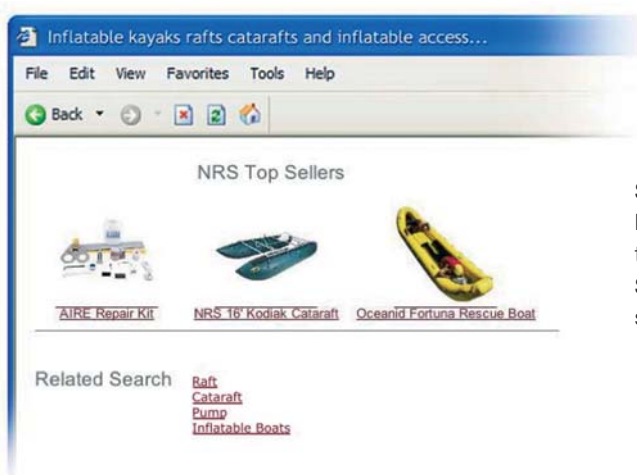 Inflatable kayaks rafts catarafts and inflatable access...
File Edit View Favorites Tools Help
Back
NRS Top Sellers
AIRE Repair Kit NRS 16' Kodiak Cataraft Oceanid Fortuna Rescue Boat
Related Search Raft
Cataraft
Pump
Inflatable Boats